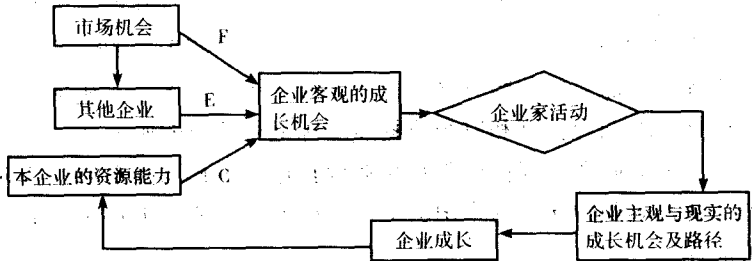 市场机会
F
其他企业
E
企业客观的成
长机会
企业家活动
本企业的资源能力
C
企业主观与现实的
成长机会及路径
企业成长